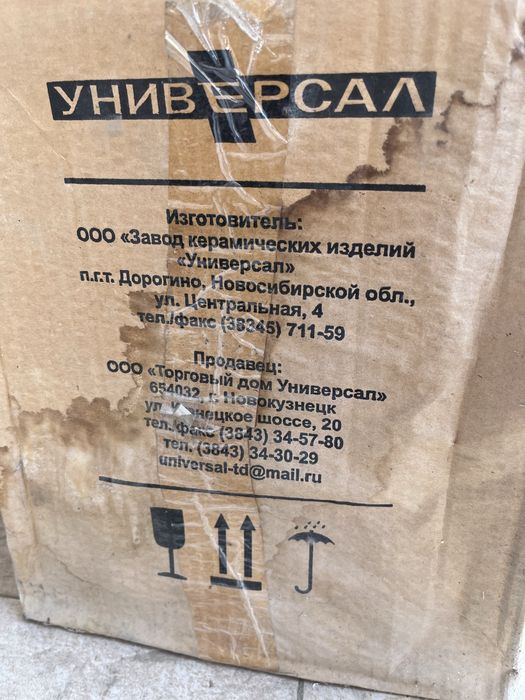 УНИВЕРСАЛ
Изготовитель:
ООО «Завод керамических изделий
«Универсал»
п.г.т. Дорогино, Новосибирской обл.,
ул. Центральная, 4
тел./факс (38345) 711-59
Продавец:
ООО «Торговый дом Универсал»
654032, г. Новокузнецк
ул. шоссе, 20
тел./факс (3843) 34-57-80
тел. (3843) 34-30-29
universal-td@mail.ru